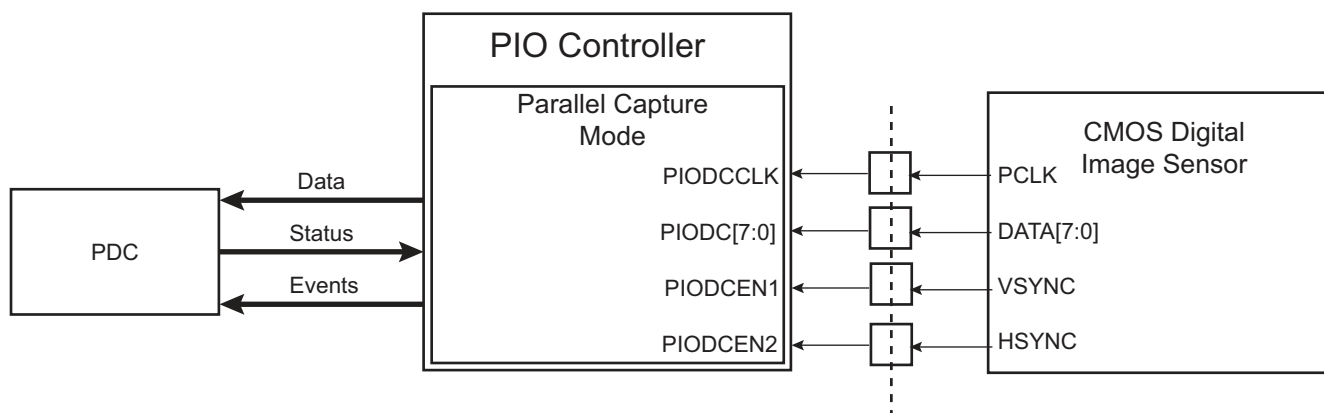 PIO Controller
Parallel Capture
Mode
CMOS Digital
Image Sensor
PIODCCLK
PCLK
Data
PIODC[7:0]
DATA[7:0]
PDC
Status
Events
PIODCEN1
VSYNC
PIODCEN2
HSYNC